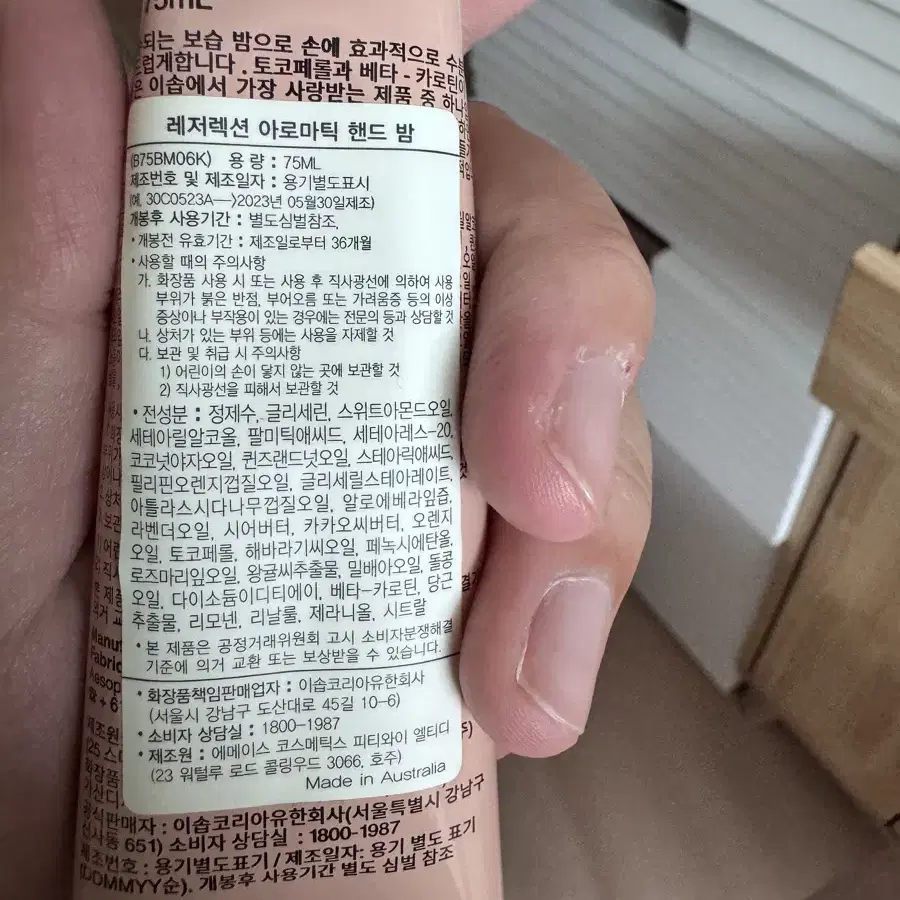 75ML
되는 보습 밤으로 손에 효과적으로 수분
럽게합니다. 토코페롤과 베타 - 카로틴이
은 이솝에서 가장 사랑받는 제품 중 하나
레저렉션 아로마틱 핸드 밤
(B75BM06K) 용 량 : 75ML
제조번호 및 제조일자 : 용기별도표시
(예, 30C0523A—>2023년 05월30일제조)
개봉후 사용기간 : 별도심벌참조,
• 개봉전 유효기간 : 제조일로부터 36개월
• 사용할 때의 주의사항
가. 화장품 사용 시 또는 사용 후 직사광선에 의하여 사용
부위가 붉은 반점, 부어오름 또는 가려움증 등의 이상
증상이나 부작용이 있는 경우에는 전문의 등과 상담할 것
나. 상처가 있는 부위 등에는 사용을 자제할 것
다. 보관 및 취급 시 주의사항
1) 어린이의 손이 닿지 않는 곳에 보관할 것
2) 직사광선을 피해서 보관할 것
• 전성분 : 정제수, 글리세린, 스위트아몬드오일,
세테아릴알코올, 팔미틱애씨드, 세테아레스-20,
코코넛야자오일, 퀸즈랜드넛오일, 스테아릭애씨드,
필리핀오렌지껍질오일, 글리세릴스테아레이트,
아틀라스시다나무껍질오일, 알로에베라잎즙,
라벤더오일, 시어버터, 카카오씨버터, 오렌지
오일, 토코페롤, 해바라기씨오일, 페녹시에탄올,
로즈마리잎오일, 왕귤씨추출물, 밀배아오일, 돌콩
오일, 다이소듐이디티에이, 베타-카로틴, 당근
추출물, 리모넨, 리날룰, 제라니올, 시트랄
• 본 제품은 공정거래위원회 고시 소비자분쟁해결
기준에 의거 교환 또는 보상받을 수 있습니다.
• 화장품책임판매업자 : 이솝코리아유한회사
(서울시 강남구 도산대로 45길 10-6)
• 소비자 상담실 : 1800-1987
• 제조원 : 에메이스 코스메틱스 피티와이 엘티디
(23 워털루 로드 콜링우드 3066, 호주)
Made in Australia
공식판매자 : 이솝코리아유한회사(서울특별시 강남구
신사동 651) 소비자 상담실 : 1800-1987
제조번호 : 용기별도표기 / 제조일자: 용기 별도 표기
(DDMMYY순). 개봉후 사용기간 별도 심벌 참조